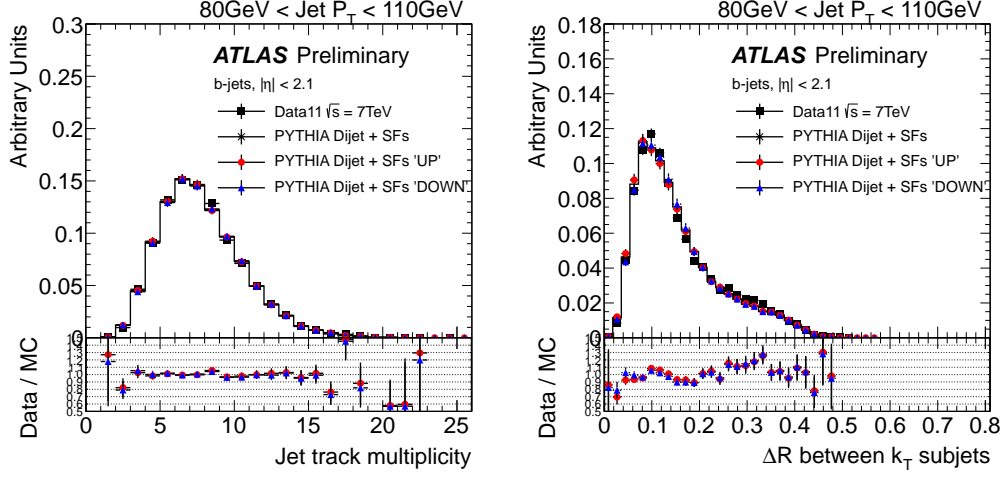 80GeV < Jet P_T < 110GeV
Arbitrary Units
0.3
0.25
0.2
0.15
0.1
0.05
0
ATLAS Preliminary
b-jets, |η| < 2.1
Data11 √s = 7TeV
PYTHIA Dijet + SFs
PYTHIA Dijet + SFs 'UP'
PYTHIA Dijet + SFs 'DOWN'
Data / MC
1.3
1.2
1.1
1.0
0.9
0.8
0.7
0.6
0.5
0 5 10 15 20 25
Jet track multiplicity
80GeV < Jet P_T < 110GeV
Arbitrary Units
0.18
0.16
0.14
0.12
0.10
0.08
0.06
0.04
0.02
0
ATLAS Preliminary
b-jets, |η| < 2.1
Data11 √s = 7TeV
PYTHIA Dijet + SFs
PYTHIA Dijet + SFs 'UP'
PYTHIA Dijet + SFs 'DOWN'
Data / MC
1.3
1.2
1.1
1.0
0.9
0.8
0.7
0.6
0.5
0 0.1 0.2 0.3 0.4 0.5 0.6 0.7 0.8
ΔR between k_T subjets